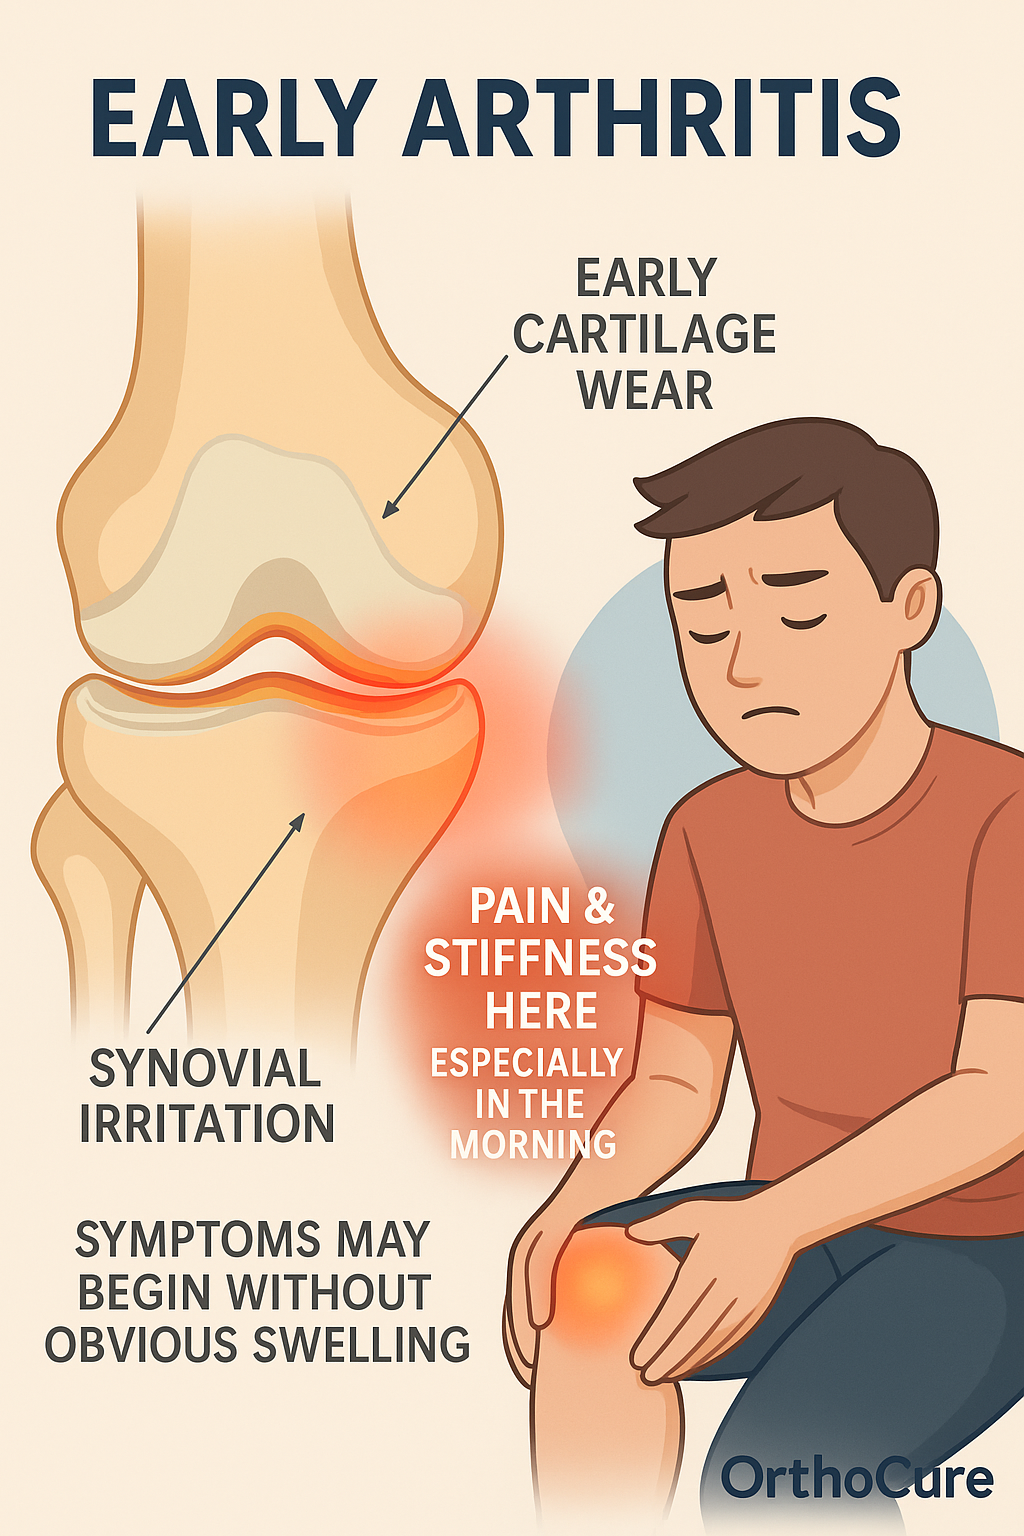 EARLY ARTHRITIS
EARLY
CARTILAGE
WEAR
PAIN &
STIFFNESS
HERE
ESPECIALLY
IN THE
MORNING
SYNOVIAL
IRRITATION
SYMPTOMS MAY
BEGIN WITHOUT
OBVIOUS SWELLING
OrthoCure